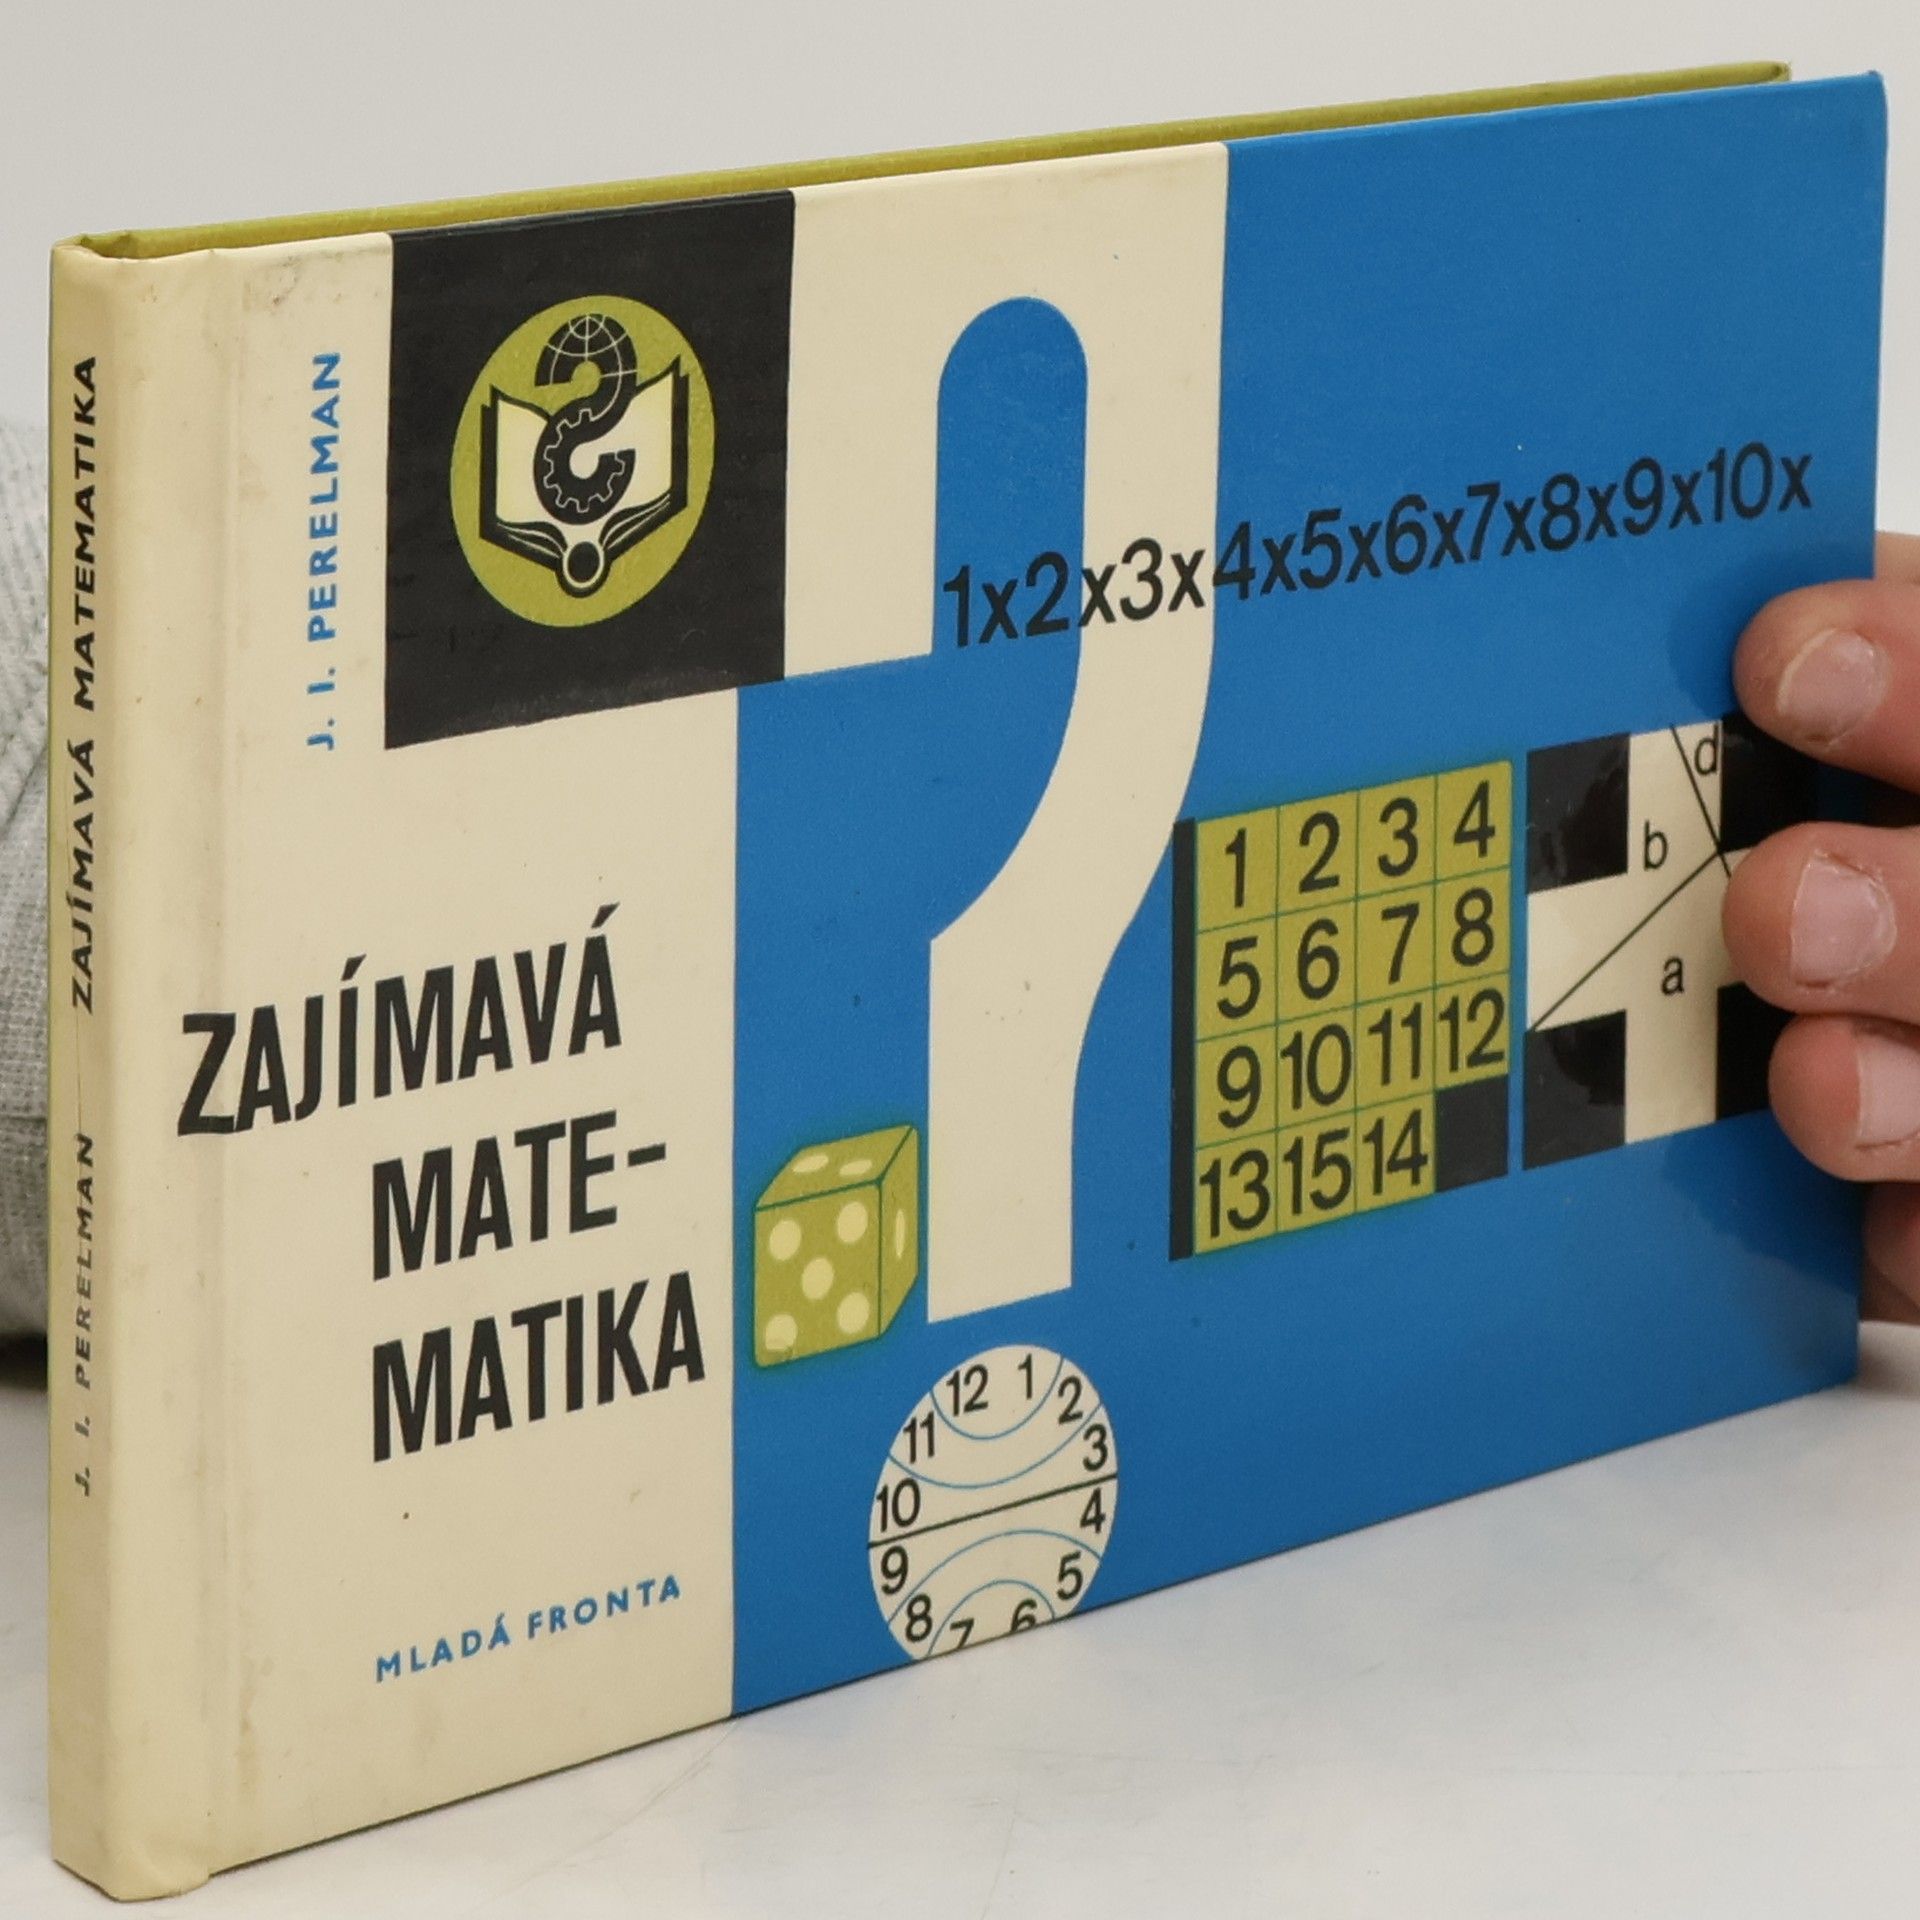 J. I. PERELMAN ZAJÍMAVÁ MATEMATIKA
J. I. PERELMAN
ZAJÍMAVÁ
MATE-
MATIKA
MLADÁ FRONTA
1x2x3x4x5x6x7x8x9x10x
1 2 3 4
5 6 7 8
9 10 11 12
13 15 14
d
b
a
12 1 2 3 4 5 6 7 8 9 10 11